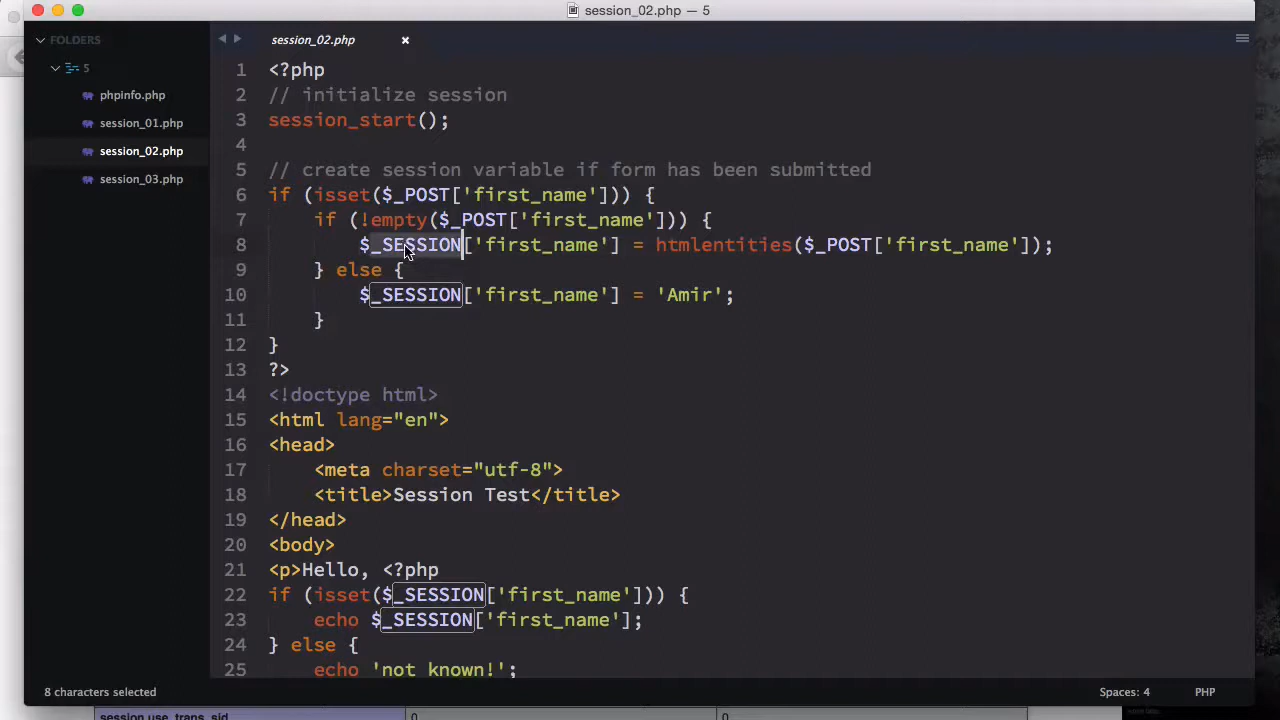 session_02.php — 5
FOLDERS
5
phpinfo.php
session_01.php
session_02.php
session_03.php
session_02.php ×
1 <?php
2 // initialize session
3 session_start();
4
5 // create session variable if form has been submitted
6 if (isset($_POST['first_name'])) {
7 if (!empty($_POST['first_name'])) {
8 $_SESSION['first_name'] = htmlentities($_POST['first_name']);
9 } else {
10 $_SESSION['first_name'] = 'Amir';
11 }
12 }
13 ?>
14 <!doctype html>
15 <html lang="en">
16 <head>
17 <meta charset="utf-8">
18 <title>Session Test</title>
19 </head>
20 <body>
21 <p>Hello, <?php
22 if (isset($_SESSION['first_name'])) {
23 echo $_SESSION['first_name'];
24 } else {
25 echo 'not known!';
8 characters selected
Spaces: 4
PHP
session.use_trans_sid 0 0